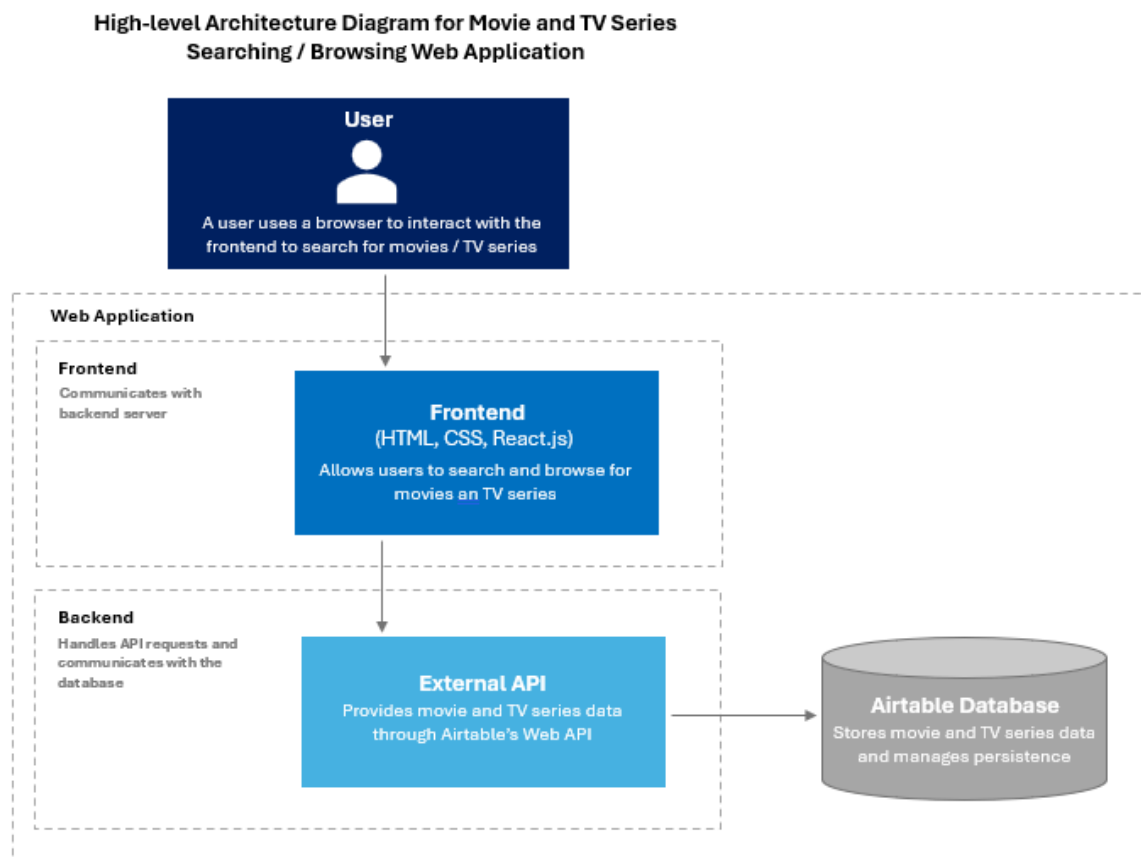 High-level Architecture Diagram for Movie and TV Series
Searching / Browsing Web Application
User
A user uses a browser to interact with the
frontend to search for movies / TV series
Web Application
Frontend
Communicates with
backend server
Frontend
(HTML, CSS, React.js)
Allows users to search and browse for
movies an TV series
Backend
Handles API requests and
communicates with the
database
External API
Provides movie and TV series data
through Airtable's Web API
Airtable Database
Stores movie and TV series data
and manages persistence